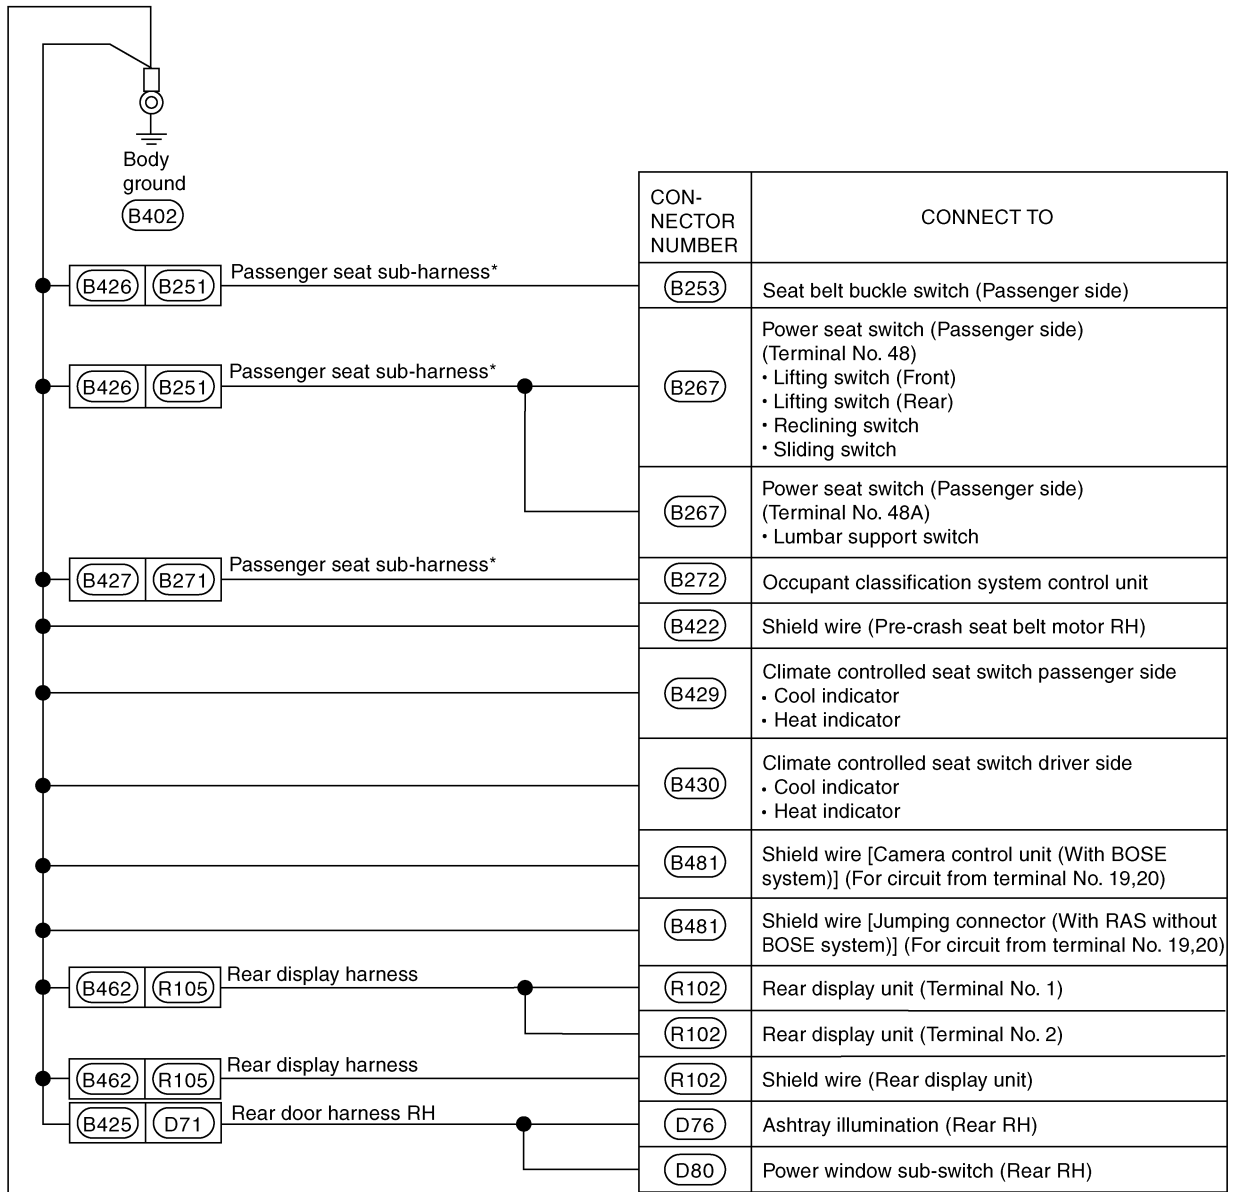 Body
ground
B402
CON-
NECTOR
NUMBER
CONNECT TO
B426 B251 Passenger seat sub-harness* B253 Seat belt buckle switch (Passenger side)
B426 B251 Passenger seat sub-harness* B267 Power seat switch (Passenger side)
(Terminal No. 48)
• Lifting switch (Front)
• Lifting switch (Rear)
• Reclining switch
• Sliding switch
B267 Power seat switch (Passenger side)
(Terminal No. 48A)
• Lumbar support switch
B427 B271 Passenger seat sub-harness* B272 Occupant classification system control unit
B422 Shield wire (Pre-crash seat belt motor RH)
B429 Climate controlled seat switch passenger side
• Cool indicator
• Heat indicator
B430 Climate controlled seat switch driver side
• Cool indicator
• Heat indicator
B481 Shield wire [Camera control unit (With BOSE
system)] (For circuit from terminal No. 19,20)
B481 Shield wire [Jumping connector (With RAS without
BOSE system)] (For circuit from terminal No. 19,20)
B462 R105 Rear display harness R102 Rear display unit (Terminal No. 1)
R102 Rear display unit (Terminal No. 2)
B462 R105 Rear display harness R102 Shield wire (Rear display unit)
B425 D71 Rear door harness RH D76 Ashtray illumination (Rear RH)
D80 Power window sub-switch (Rear RH)